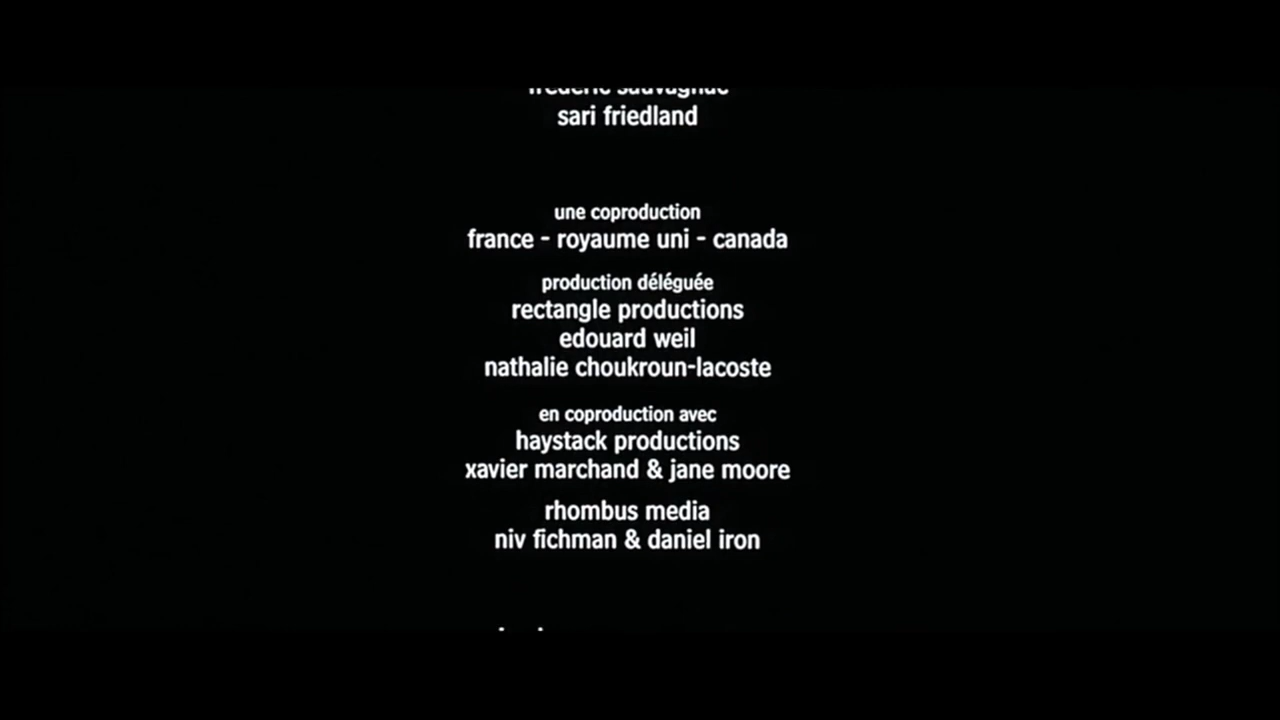 sari friedland
une coproduction
france - royaume uni - canada
production déléguée
rectangle productions
edouard weil
nathalie choukroun-lacoste
en coproduction avec
haystack productions
xavier marchand & jane moore
rhombus media
niv fichman & daniel iron